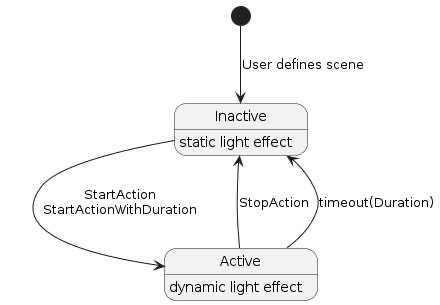 User defines scene
Inactive
static light effect
StartAction
StartActionWithDuration
StopAction
timeout(Duration)
Active
dynamic light effect